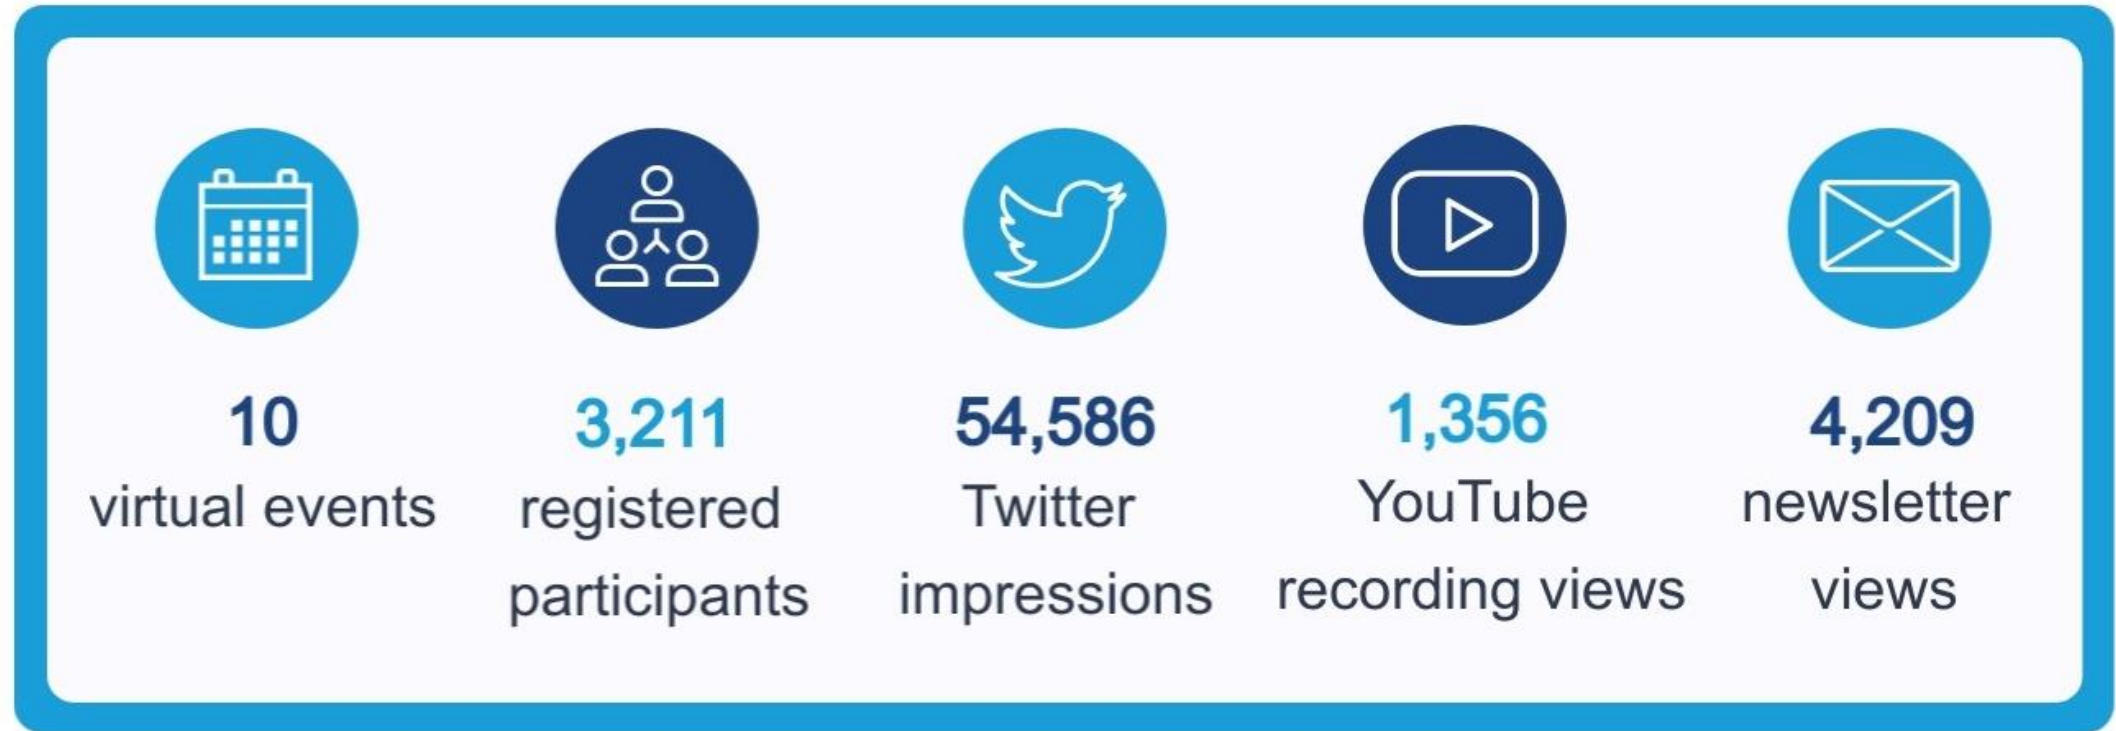 10
virtual events
3,211
registered
participants
54,586
Twitter
impressions
1,356
YouTube
recording views
4,209
newsletter
views